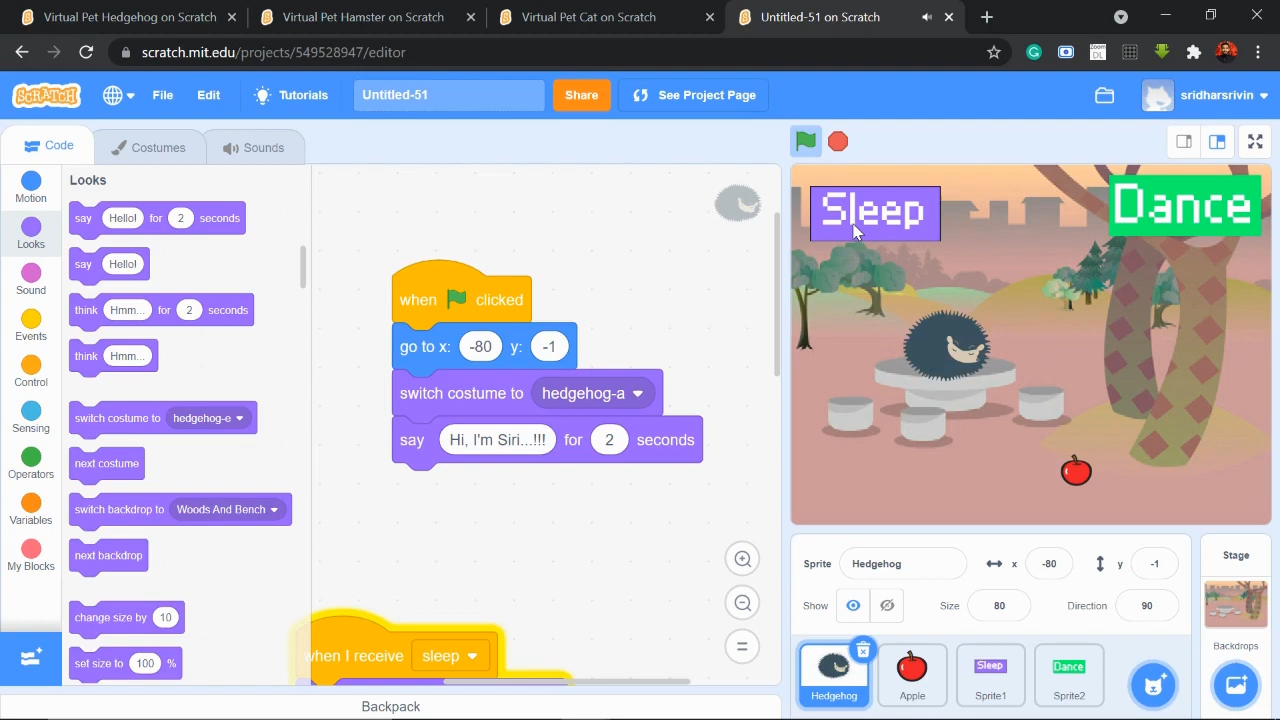 Virtual Pet Hedgehog on Scratch
Virtual Pet Hamster on Scratch
Virtual Pet Cat on Scratch
Untitled-51 on Scratch
scratch.mit.edu/projects/549528947/editor
Zoom
DL
SCRATCH
File
Edit
Tutorials
Untitled-51
Share
See Project Page
sridharsrivin
Code
Costumes
Sounds
Motion
Looks
Sound
Events
Control
Sensing
Operators
Variables
My Blocks
Looks
say Hello! for 2 seconds
say Hello!
think Hmm... for 2 seconds
think Hmm...
switch costume to hedgehog-e
next costume
switch backdrop to Woods And Bench
next backdrop
change size by 10
set size to 100 %
when clicked
go to x: -80 y: -1
switch costume to hedgehog-a
say Hi, I'm Siri...!!! for 2 seconds
when I receive sleep
Backpack
Sleep
Dance
Sprite Hedgehog x -80 y -1
Show Size 80 Direction 90
Hedgehog
Apple
Sleep
Sprite1
Dance
Sprite2
Stage
Backdrops